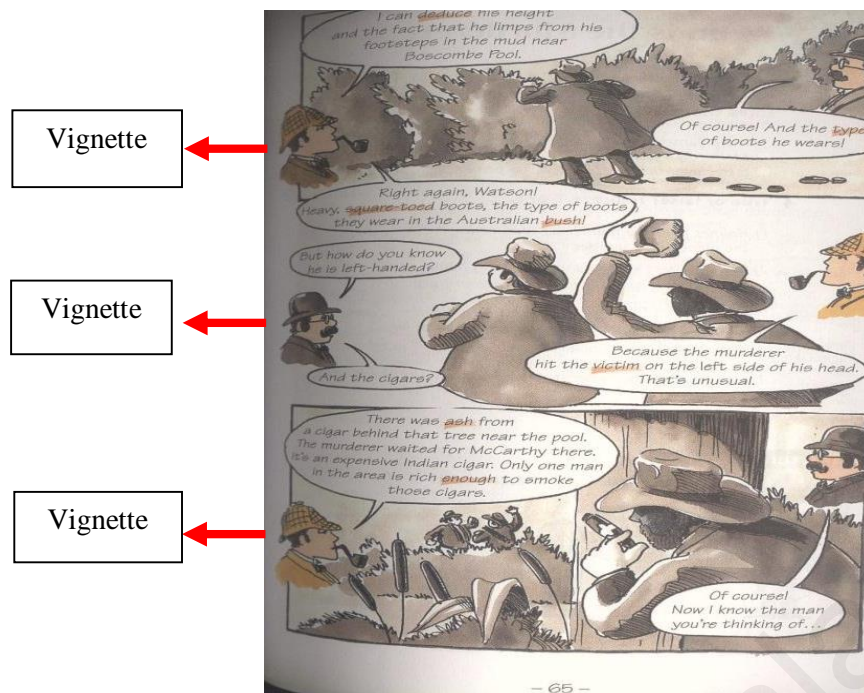 I can deduce his height
and the fact that he limps from his
footsteps in the mud near
Boscombe Pool.
Vignette
Of course! And the type
of boots he wears!
Right again, Watson!
Heavy, square-toed boots, the type of boots
they wear in the Australian bush!
But how do you know
he is left-handed?
Vignette
Because the murderer
hit the victim on the left side of his head.
That's unusual.
And the cigars?
There was ash from
a cigar behind that tree near the pool.
The murderer waited for McCarthy there.
It's an expensive Indian cigar. Only one man
in the area is rich enough to smoke
those cigars.
Vignette
Of course!
Now I know the man
you're thinking of...
– 65 –